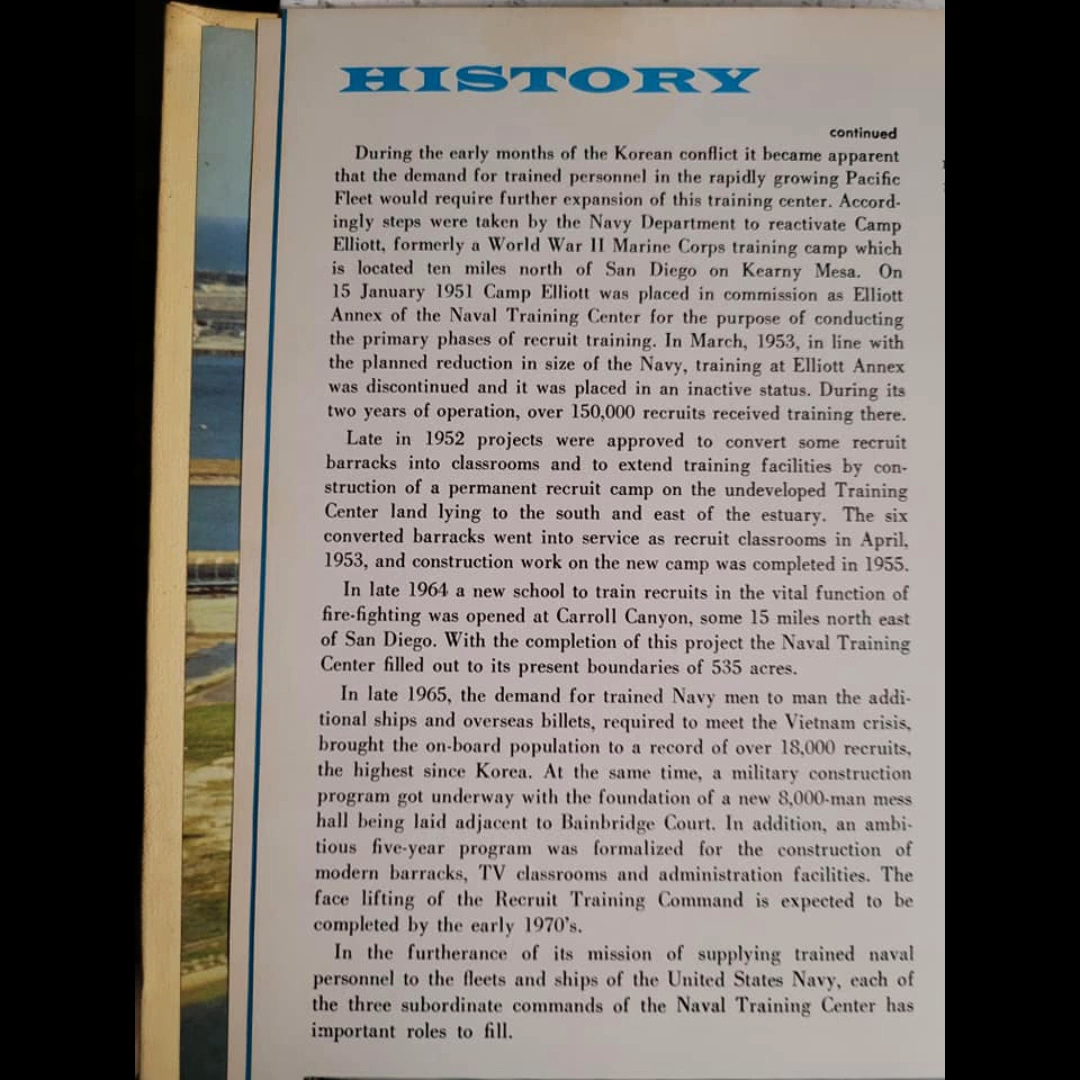 HISTORY
continued
During the early months of the Korean conflict it became apparent
that the demand for trained personnel in the rapidly growing Pacific
Fleet would require further expansion of this training center. Accord-
ingly steps were taken by the Navy Department to reactivate Camp
Elliott, formerly a World War II Marine Corps training camp which
is located ten miles north of San Diego on Kearny Mesa. On
15 January 1951 Camp Elliott was placed in commission as Elliott
Annex of the Naval Training Center for the purpose of conducting
the primary phases of recruit training. In March, 1953, in line with
the planned reduction in size of the Navy, training at Elliott Annex
was discontinued and it was placed in an inactive status. During its
two years of operation, over 150,000 recruits received training there.
Late in 1952 projects were approved to convert some recruit
barracks into classrooms and to extend training facilities by con-
struction of a permanent recruit camp on the undeveloped Training
Center land lying to the south and east of the estuary. The six
converted barracks went into service as recruit classrooms in April,
1953, and construction work on the new camp was completed in 1955.
In late 1964 a new school to train recruits in the vital function of
fire-fighting was opened at Carroll Canyon, some 15 miles north east
of San Diego. With the completion of this project the Naval Training
Center filled out to its present boundaries of 535 acres.
In late 1965, the demand for trained Navy men to man the addi-
tional ships and overseas billets, required to meet the Vietnam crisis,
brought the on-board population to a record of over 18,000 recruits,
the highest since Korea. At the same time, a military construction
program got underway with the foundation of a new 8,000-man mess
hall being laid adjacent to Bainbridge Court. In addition, an ambi-
tious five-year program was formalized for the construction of
modern barracks, TV classrooms and administration facilities. The
face lifting of the Recruit Training Command is expected to be
completed by the early 1970's.
In the furtherance of its mission of supplying trained naval
personnel to the fleets and ships of the United States Navy, each of
the three subordinate commands of the Naval Training Center has
important roles to fill.